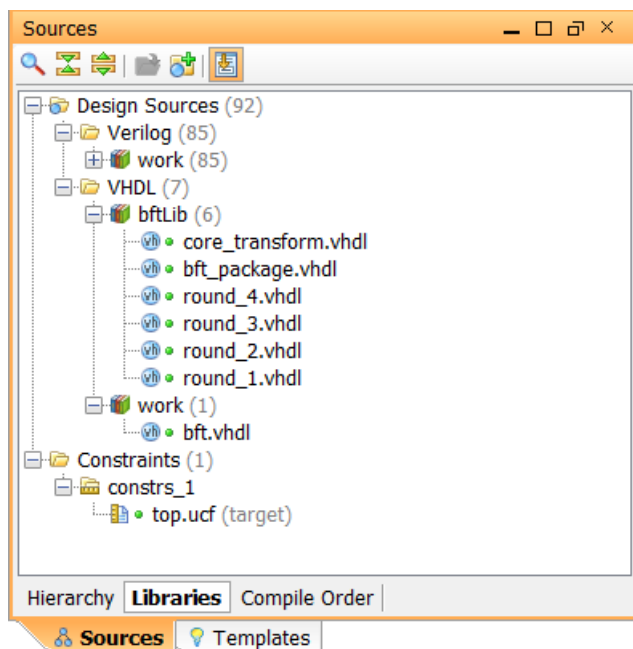 Sources
Design Sources (92)
Verilog (85)
work (85)
VHDL (7)
bftLib (6)
core_transform.vhdl
bft_package.vhdl
round_4.vhdl
round_3.vhdl
round_2.vhdl
round_1.vhdl
work (1)
bft.vhdl
Constraints (1)
constrs_1
top.ucf (target)
Hierarchy Libraries Compile Order
Sources Templates